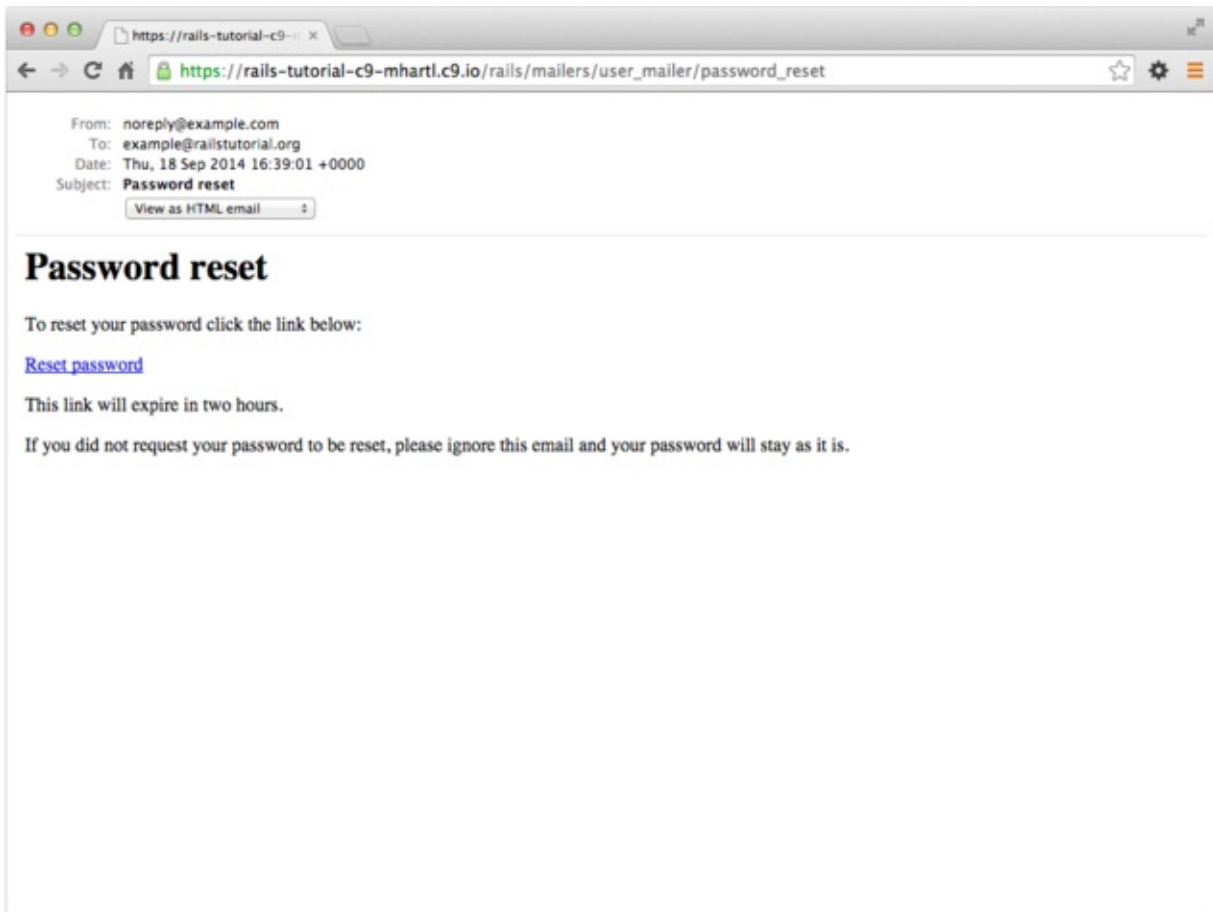 https://rails-tutorial-c9-
https://rails-tutorial-c9-mhartl.c9.io/rails/mailers/user_mailer/password_reset
From: noreply@example.com
To: example@railstutorial.org
Date: Thu, 18 Sep 2014 16:39:01 +0000
Subject: Password reset
View as HTML email
Password reset
To reset your password click the link below:
Reset password
This link will expire in two hours.
If you did not request your password to be reset, please ignore this email and your password will stay as it is.